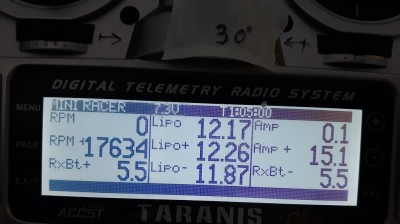 30°
DIGITAL TELEMETRY RADIO SYSTEM
MENU
PAGE
EXIT
MINI RACER 7.3V T1:05:00
RPM 0 Lipo 12.17 Amp 0.1
RPM+ 17634 Lipo+ 12.26 Amp+ 15.1
RxBt+ 5.5 Lipo- 11.87 RxBt- 5.5
ACCST TARANIS